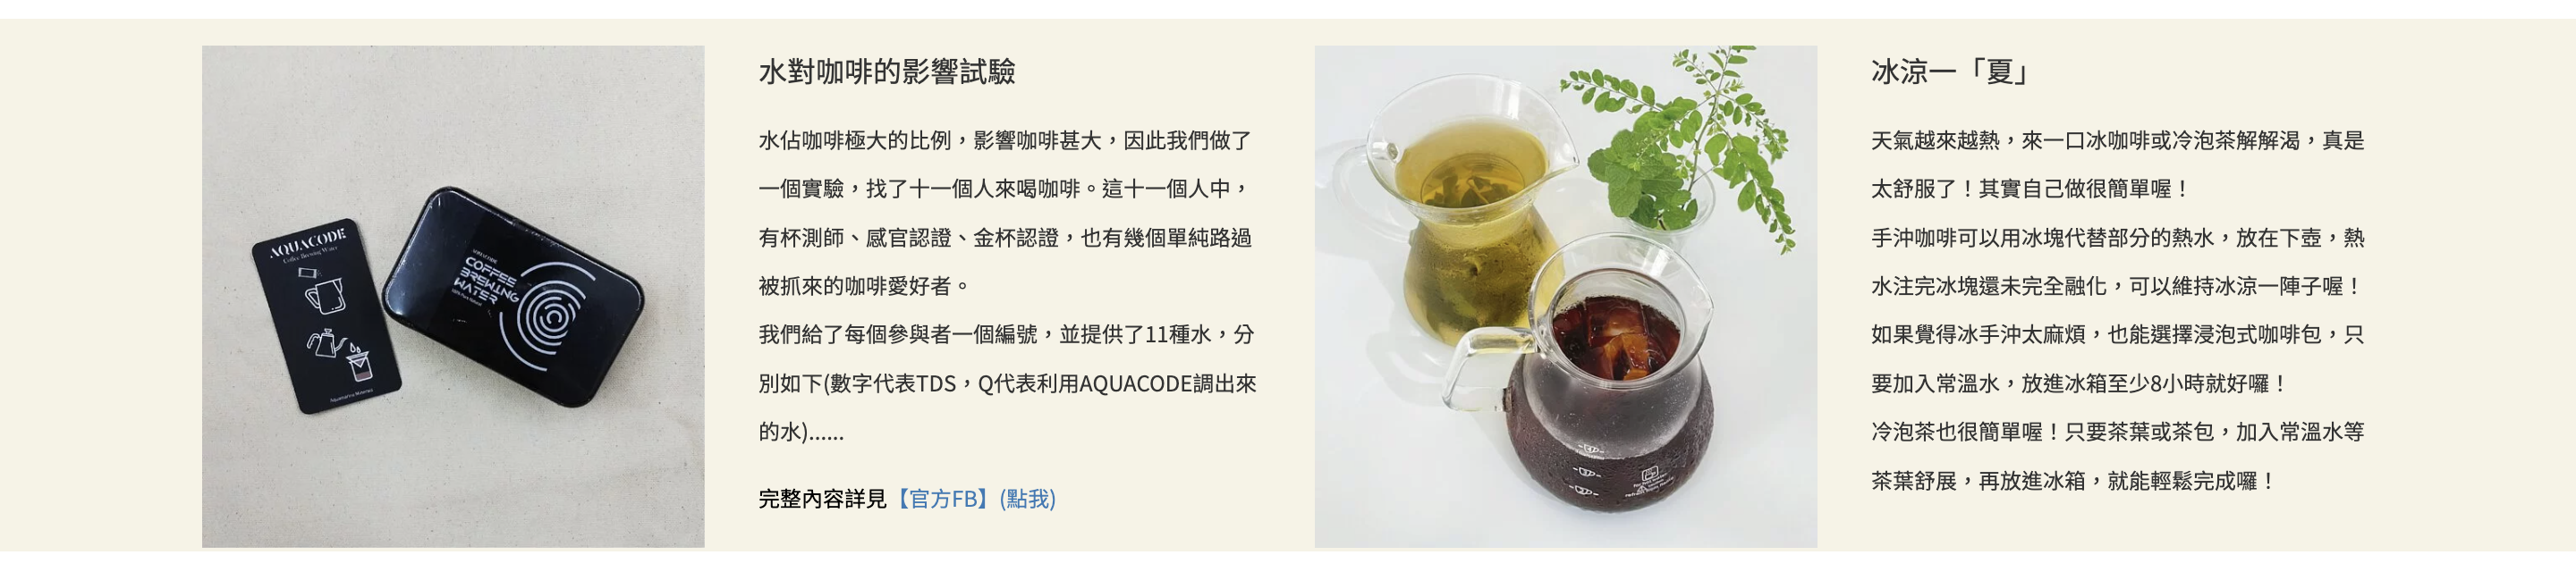 AQUACODE
Coffee Brewing Water
AQUACODE
COFFEE
BREWING
WATER
水對咖啡的影響試驗
水佔咖啡極大的比例，影響咖啡甚大，因此我們做了
一個實驗，找了十一個人來喝咖啡。這十一個人中，
有杯測師、感官認證、金杯認證，也有幾個單純路過
被抓來的咖啡愛好者。
我們給了每個參與者一個編號，並提供了11種水，分
別如下(數字代表TDS，Q代表利用AQUACODE調出來
的水)......
完整內容詳見【官方FB】(點我)
冰涼一「夏」
天氣越來越熱，來一口冰咖啡或冷泡茶解解渴，真是
太舒服了！其實自己做很簡單喔！
手沖咖啡可以用冰塊代替部分的熱水，放在下壺，熱
水注完冰塊還未完全融化，可以維持冰涼一陣子喔！
如果覺得冰手沖太麻煩，也能選擇浸泡式咖啡包，只
要加入常溫水，放進冰箱至少8小時就好囉！
冷泡茶也很簡單喔！只要茶葉或茶包，加入常溫水等
茶葉舒展，再放進冰箱，就能輕鬆完成囉！